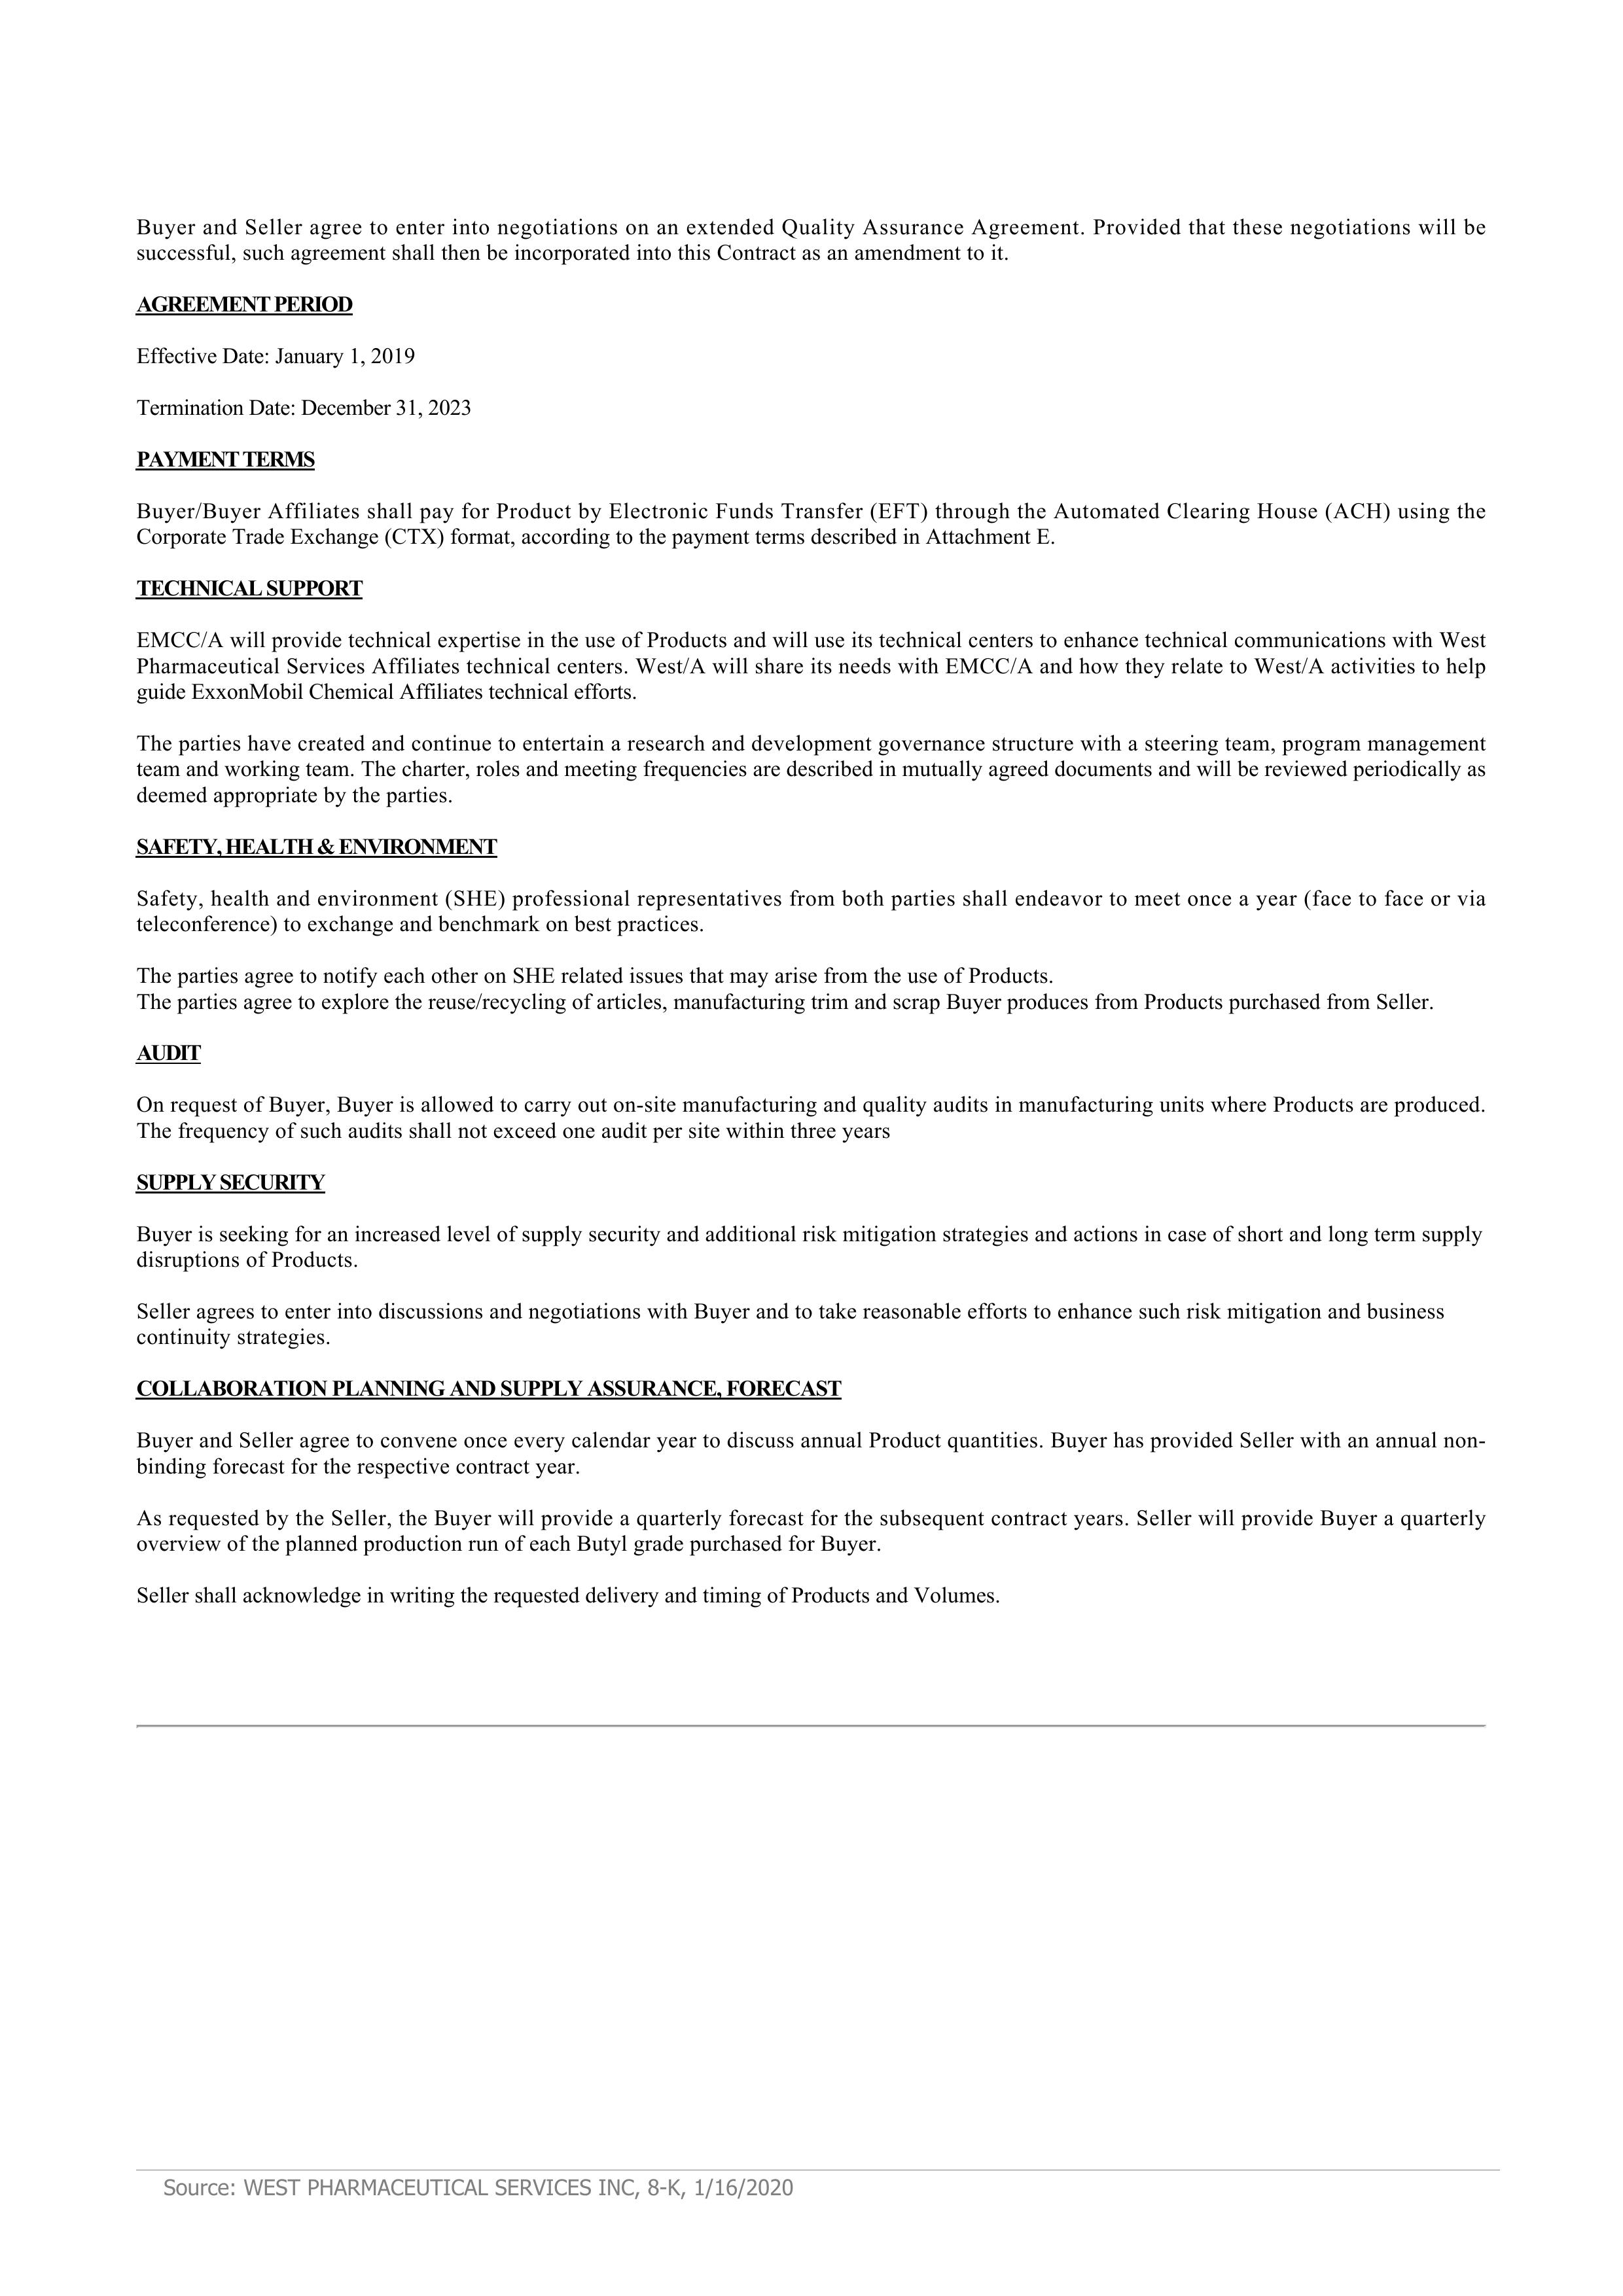 Buyer and Seller agree to enter into negotiations on an extended Quality Assurance Agreement. Provided that these negotiations will be
successful, such agreement shall then be incorporated into this Contract as an amendment to it.
AGREEMENT PERIOD
Effective Date: January 1, 2019
Termination Date: December 31, 2023
PAYMENT TERMS
Buyer/Buyer Affiliates shall pay for Product by Electronic Funds Transfer (EFT) through the Automated Clearing House (ACH) using the
Corporate Trade Exchange (CTX) format, according to the payment terms described in Attachment E.
TECHNICAL SUPPORT
EMCC/A will provide technical expertise in the use of Products and will use its technical centers to enhance technical communications with West
Pharmaceutical Services Affiliates technical centers. West/A will share its needs with EMCC/A and how they relate to West/A activities to help
guide ExxonMobil Chemical Affiliates technical efforts.
The parties have created and continue to entertain a research and development governance structure with a steering team, program management
team and working team. The charter, roles and meeting frequencies are described in mutually agreed documents and will be reviewed periodically as
deemed appropriate by the parties.
SAFETY, HEALTH & ENVIRONMENT
Safety, health and environment (SHE) professional representatives from both parties shall endeavor to meet once a year (face to face or via
teleconference) to exchange and benchmark on best practices.
The parties agree to notify each other on SHE related issues that may arise from the use of Products.
The parties agree to explore the reuse/recycling of articles, manufacturing trim and scrap Buyer produces from Products purchased from Seller.
AUDIT
On request of Buyer, Buyer is allowed to carry out on-site manufacturing and quality audits in manufacturing units where Products are produced.
The frequency of such audits shall not exceed one audit per site within three years
SUPPLY SECURITY
Buyer is seeking for an increased level of supply security and additional risk mitigation strategies and actions in case of short and long term supply
disruptions of Products.
Seller agrees to enter into discussions and negotiations with Buyer and to take reasonable efforts to enhance such risk mitigation and business
continuity strategies.
COLLABORATION PLANNING AND SUPPLY ASSURANCE, FORECAST
Buyer and Seller agree to convene once every calendar year to discuss annual Product quantities. Buyer has provided Seller with an annual non-
binding forecast for the respective contract year.
As requested by the Seller, the Buyer will provide a quarterly forecast for the subsequent contract years. Seller will provide Buyer a quarterly
overview of the planned production run of each Butyl grade purchased for Buyer.
Seller shall acknowledge in writing the requested delivery and timing of Products and Volumes.
Source: WEST PHARMACEUTICAL SERVICES INC, 8-K, 1/16/2020